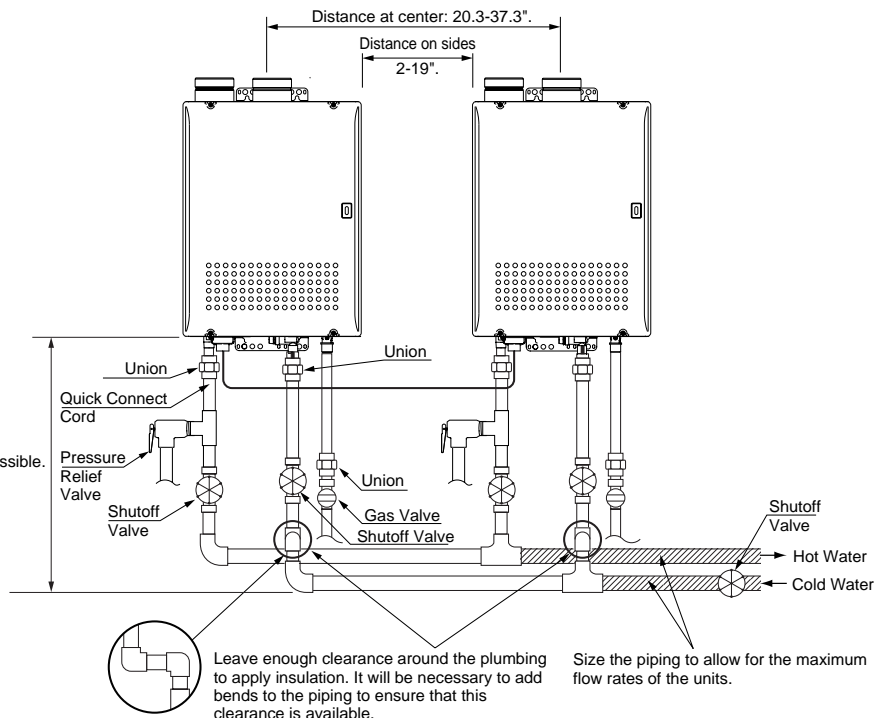 Distance at center: 20.3-37.3".
Distance on sides
2-19".
Union
Union
Quick Connect
Cord
Pressure
Relief
Valve
ssible.
Shutoff
Valve
Union
Gas Valve
Shutoff Valve
Shutoff
Valve
Hot Water
Cold Water
Leave enough clearance around the plumbing
to apply insulation. It will be necessary to add
bends to the piping to ensure that this
clearance is available.
Size the piping to allow for the maximum
flow rates of the units.